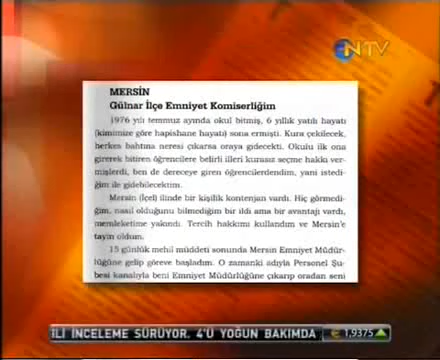 NTV
MERSİN
Gülnar İlçe Emniyet Komiserliğim
1976 yılı temmuz ayında okul bitmiş, 6 yıllık yatılı hayatı
(kimimize göre hapishane hayatı) sona ermişti. Kura çekilecek,
herkes bahtına neresi çıkarsa oraya gidecekti. Okulu ilk ona
girerek bitiren öğrencilere belirli illeri kurasız seçme hakkı ver-
mişlerdi, ben de dereceye giren öğrencilerdendim, yani istedi-
ğim ile gidebilecektim.
Mersin (İçel) ilinde bir kişilik kontenjan vardı. Hiç görmedi-
ğim, nasıl olduğunu bilmediğim bir ildi ama bir avantajı vardı,
memleketime yakındı. Tercih hakkımı kullandım ve Mersin'e
tayin oldum.
15 günlük mehil müddeti sonunda Mersin Emniyet Müdür-
lüğüne gelip göreve başladım. O zamanki adıyla Personel Şu-
besi kanalıyla beni Emniyet Müdürlüğüne çıkarıp oradan seni
İLİ İNCELEME SÜRÜYOR. 4'Ü YOĞUN BAKIMDA € 1,9375